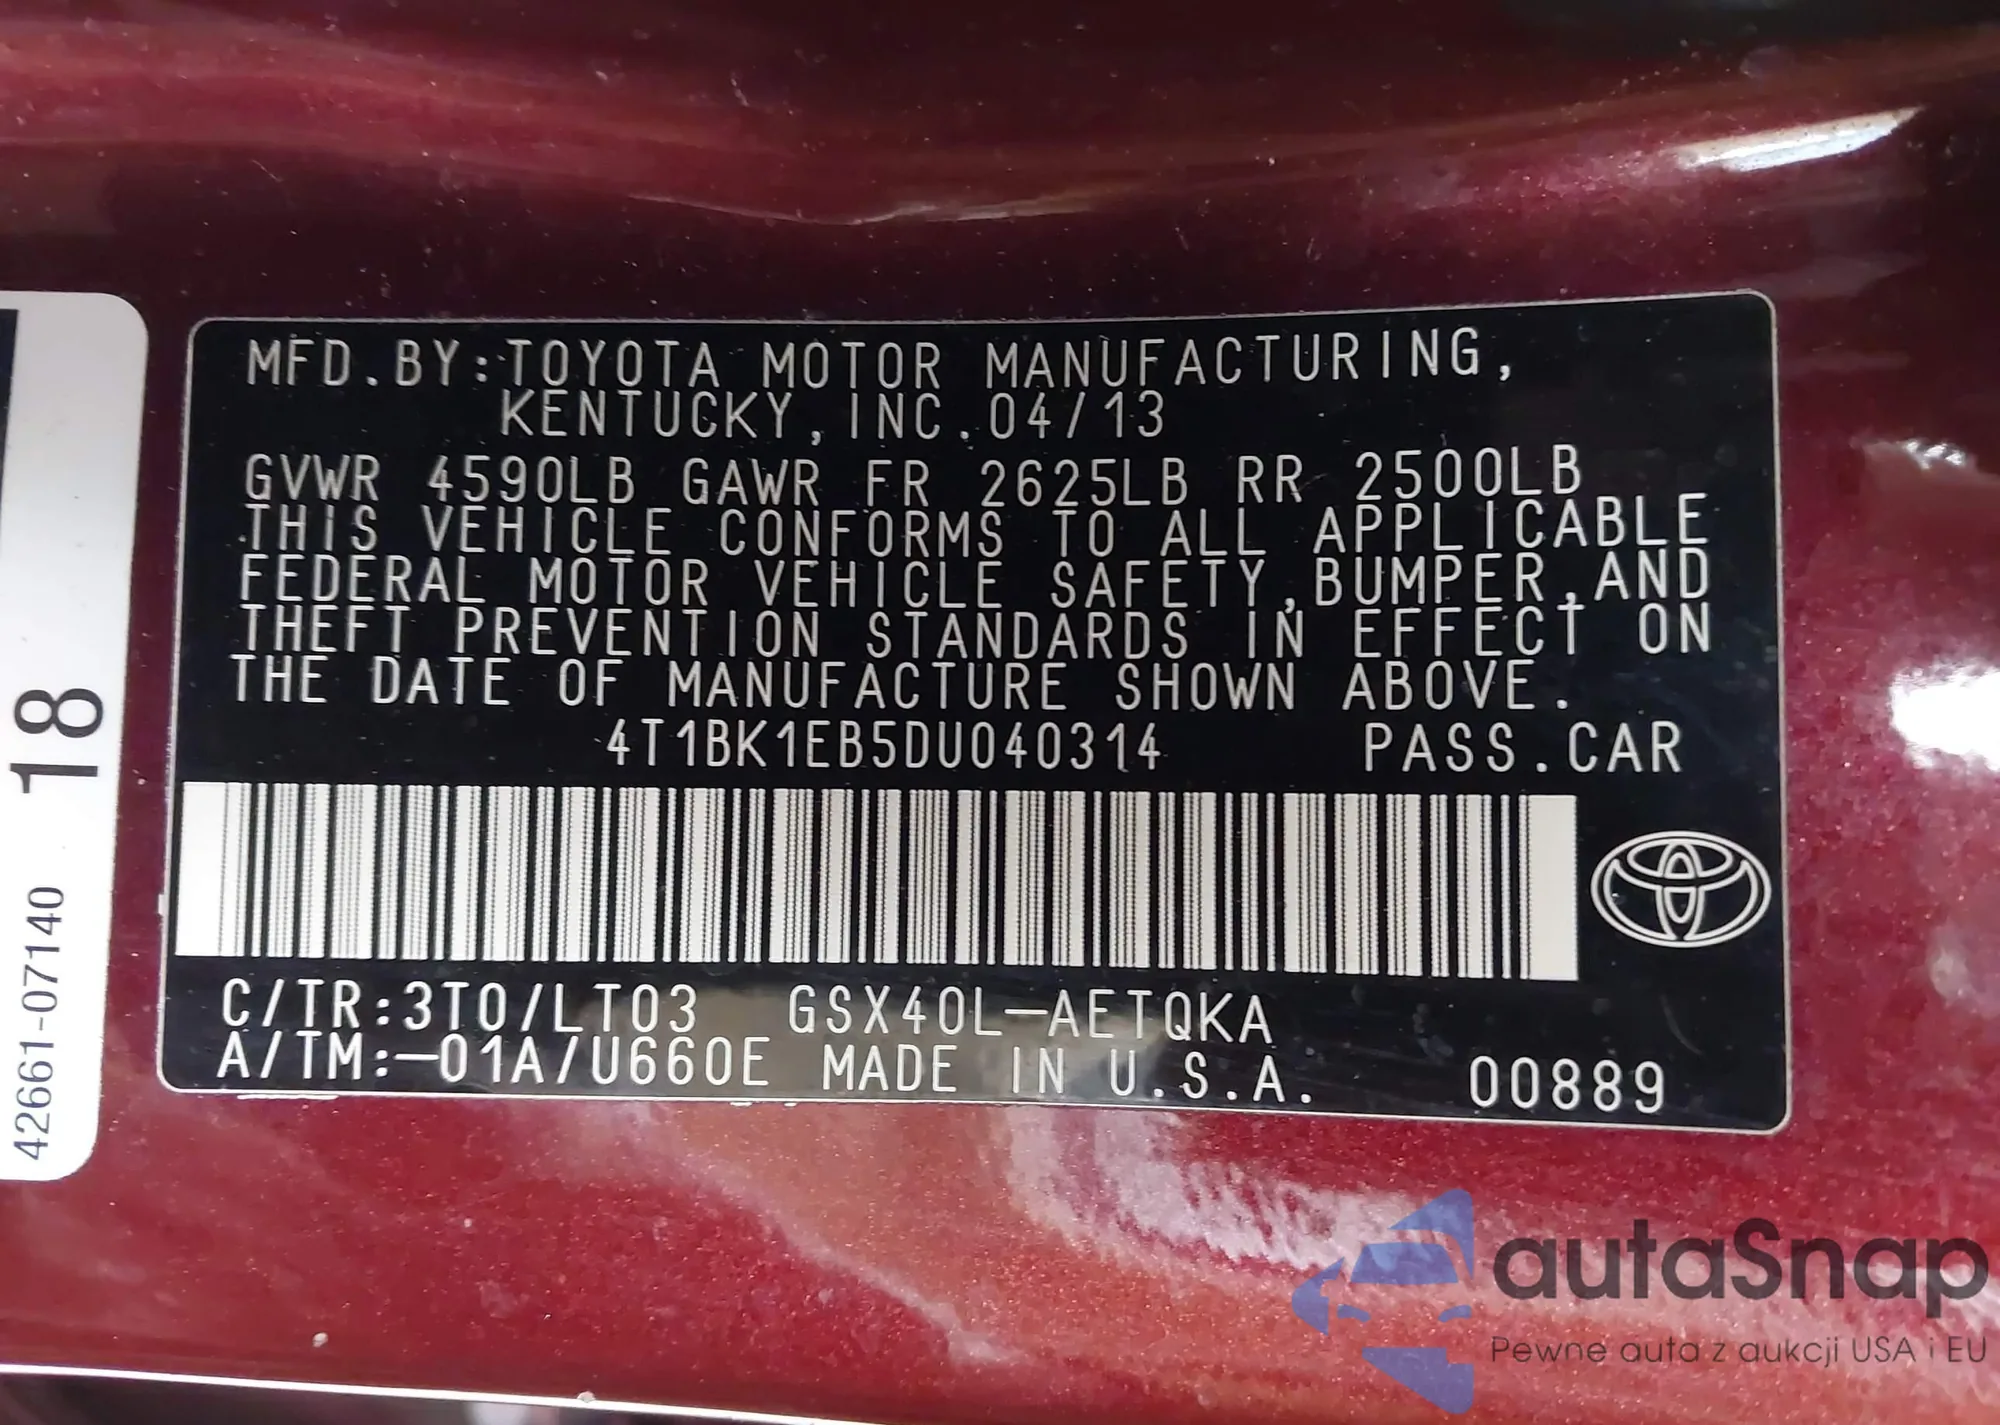 MFD.BY:TOYOTA MOTOR MANUFACTURING,
KENTUCKY, INC.04/13
GVWR 4590LB GAWR FR 2625LB RR 2500LB
THIS VEHICLE CONFORMS TO ALL APPLICABLE
FEDERAL MOTOR VEHICLE SAFETY,BUMPER,AND
THEFT PREVENTION STANDARDS IN EFFECT ON
THE DATE OF MANUFACTURE SHOWN ABOVE.
4T1BK1EB5DU040314 PASS.CAR
C/TR:3T0/LT03 GSX40L-AETQKA
A/TM:-01A/U660E MADE IN U.S.A. 00889
42661-07140 18
autaSnap
Pewne auta z aukcji USA i EU